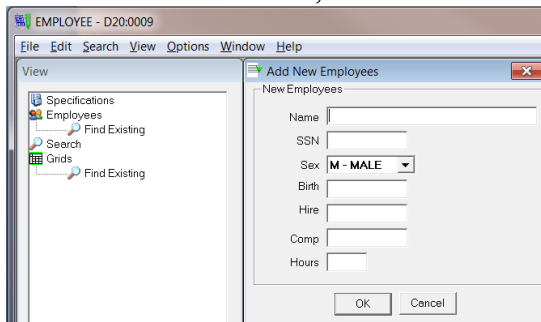 EMPLOYEE - D20:0009
File Edit Search View Options Window Help
View
Specifications
Employees
Find Existing
Search
Grids
Find Existing
Add New Employees
New Employees
Name
SSN
Sex M - MALE
Birth
Hire
Comp
Hours
OK Cancel